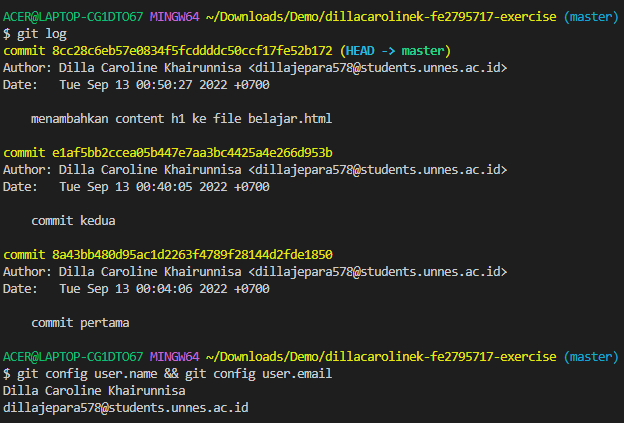 ACER@LAPTOP-CG1DTO67 MINGW64 ~/Downloads/Demo/dillacarolinek-fe2795717-exercise (master)
$ git log
commit 8cc28c6eb57e0834f5fcddddc50ccf17fe52b172 (HEAD -> master)
Author: Dilla Caroline Khairunnisa <dillajepara578@students.unnes.ac.id>
Date:   Tue Sep 13 00:50:27 2022 +0700
menambahkan content h1 ke file belajar.html
commit e1af5bb2ccea05b447e7aa3bc4425a4e266d953b
Author: Dilla Caroline Khairunnisa <dillajepara578@students.unnes.ac.id>
Date:   Tue Sep 13 00:40:05 2022 +0700
commit kedua
commit 8a43bb480d95ac1d2263f4789f28144d2fde1850
Author: Dilla Caroline Khairunnisa <dillajepara578@students.unnes.ac.id>
Date:   Tue Sep 13 00:04:06 2022 +0700
commit pertama
ACER@LAPTOP-CG1DTO67 MINGW64 ~/Downloads/Demo/dillacarolinek-fe2795717-exercise (master)
$ git config user.name && git config user.email
Dilla Caroline Khairunnisa
dillajepara578@students.unnes.ac.id